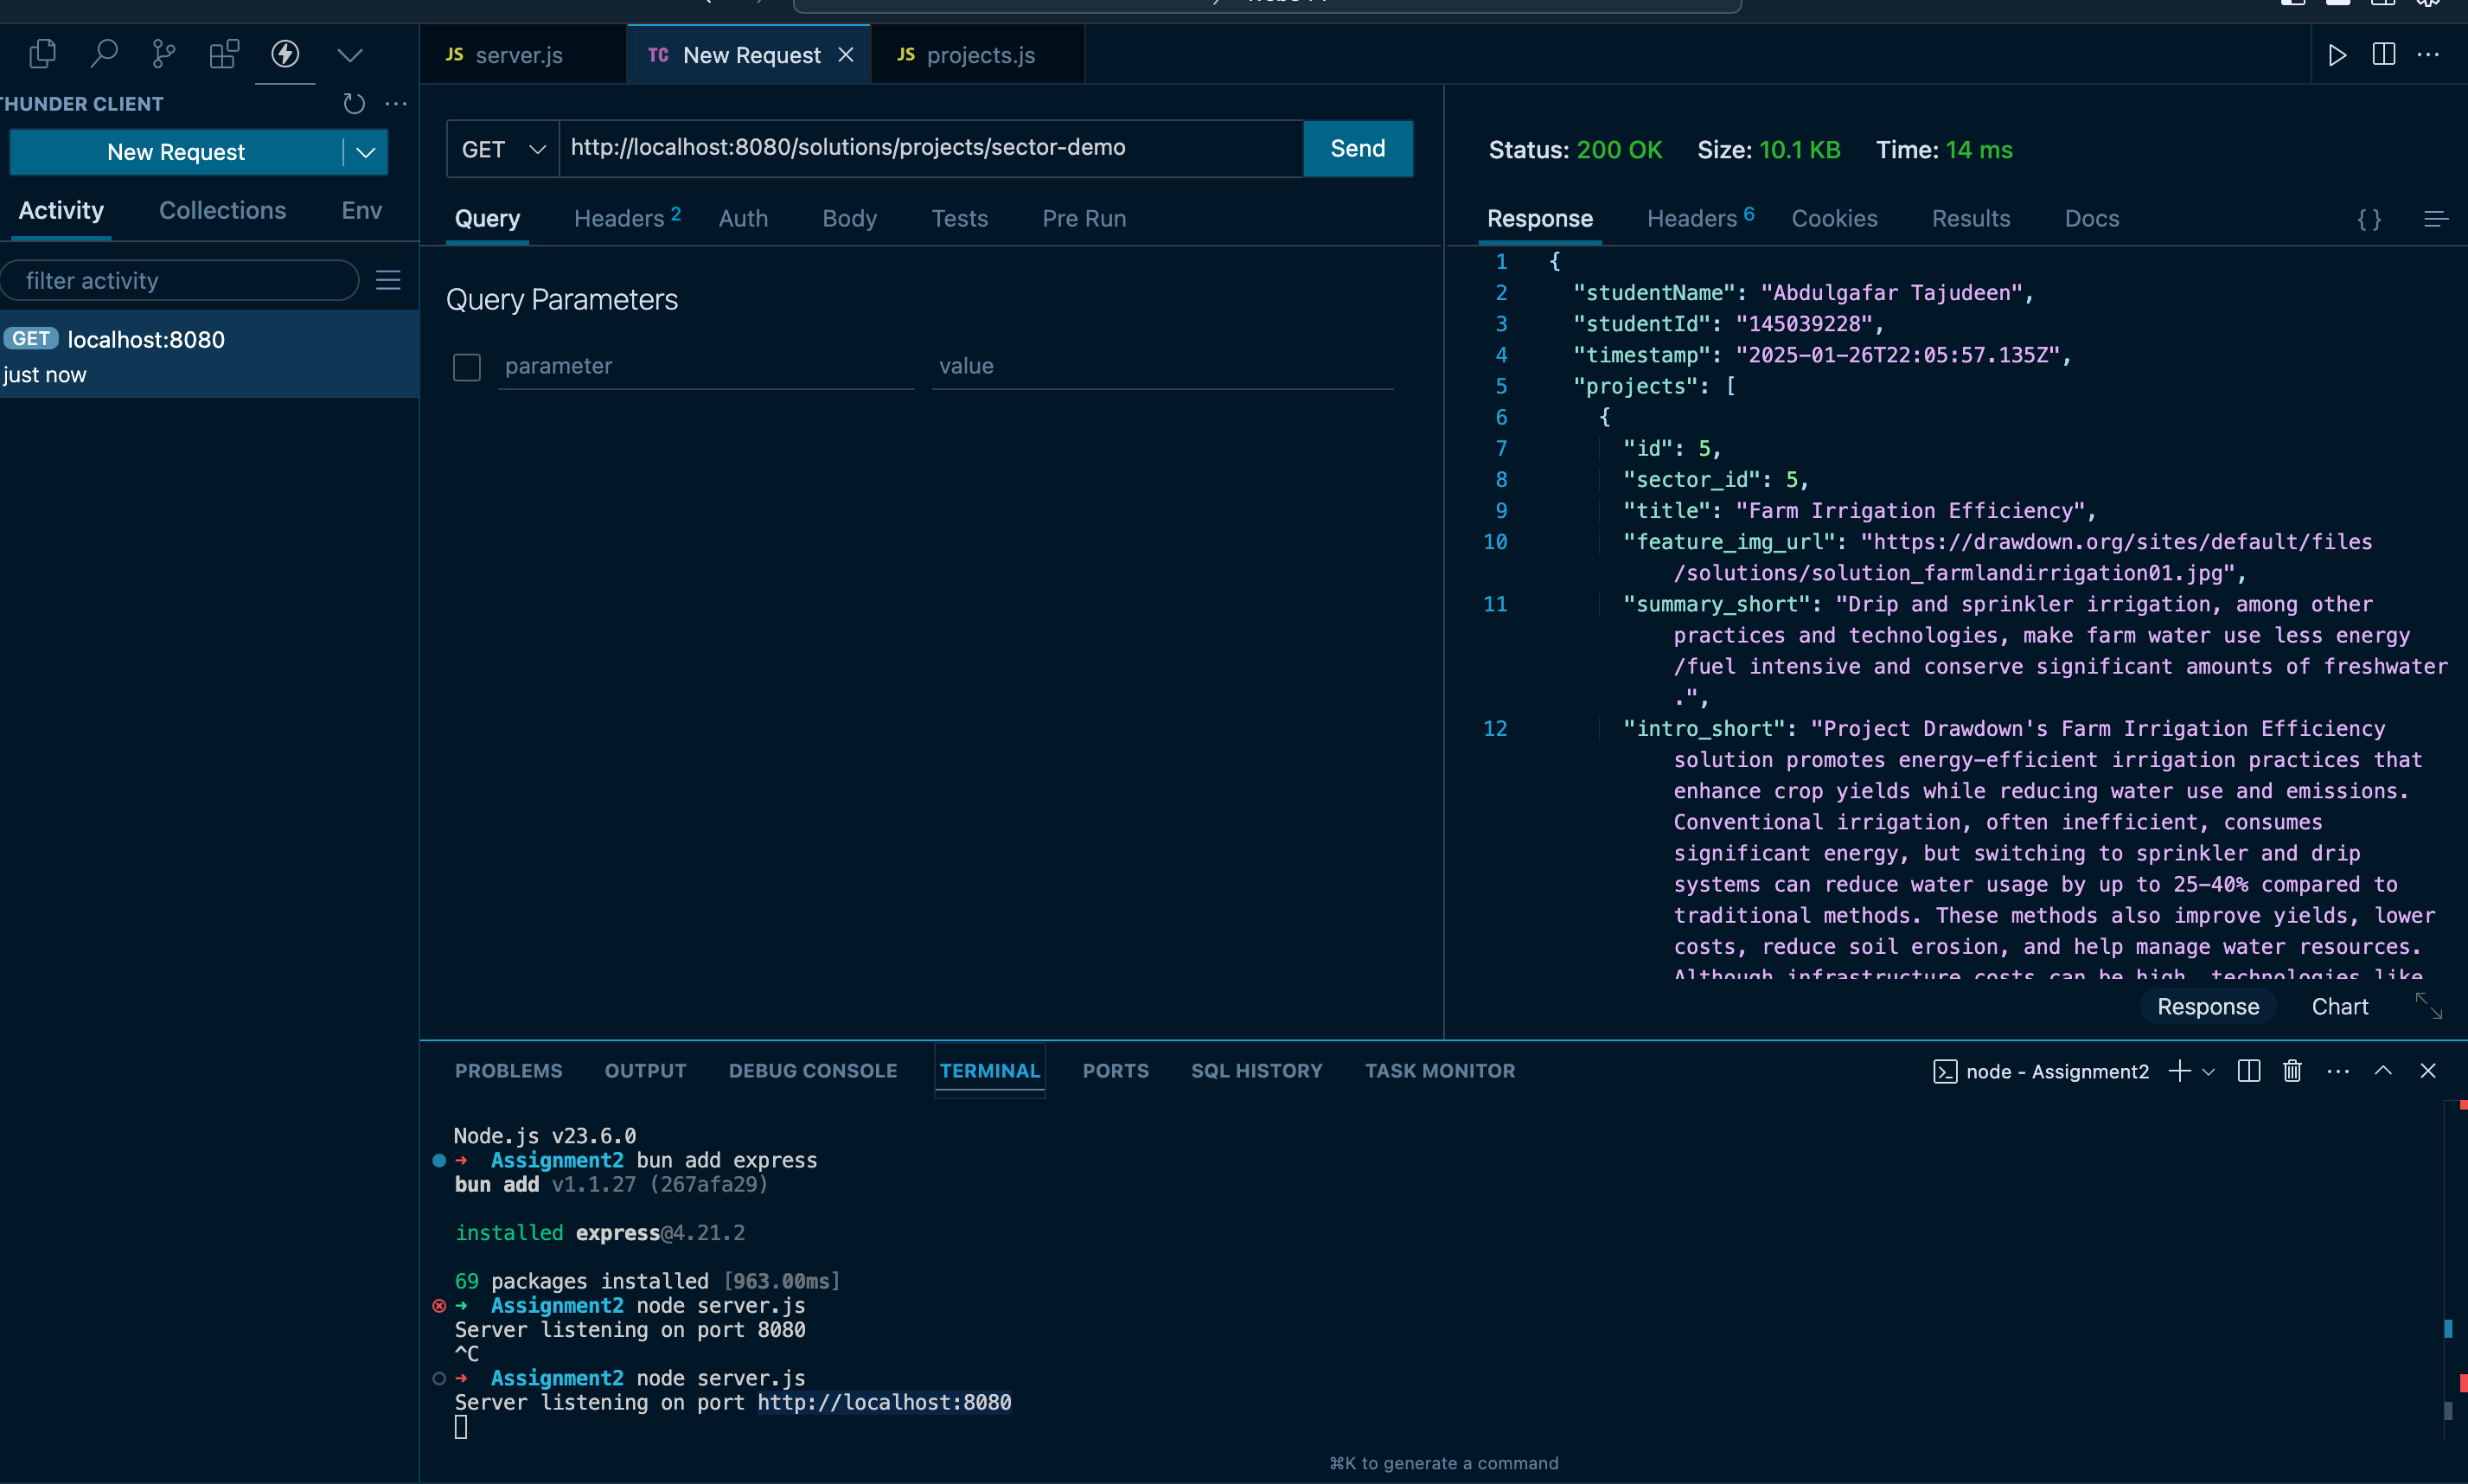 JS server.js
TC New Request
JS projects.js
THUNDER CLIENT
New Request
Activity Collections Env
filter activity
GET localhost:8080
just now
GET http://localhost:8080/solutions/projects/sector-demo Send
Query Headers 2 Auth Body Tests Pre Run
Query Parameters
parameter value
Status: 200 OK Size: 10.1 KB Time: 14 ms
Response Headers 6 Cookies Results Docs { }
1 {
2 "studentName": "Abdulgafar Tajudeen",
3 "studentId": "145039228",
4 "timestamp": "2025-01-26T22:05:57.135Z",
5 "projects": [
6 {
7 "id": 5,
8 "sector_id": 5,
9 "title": "Farm Irrigation Efficiency",
10 "feature_img_url": "https://drawdown.org/sites/default/files
/solutions/solution_farmlandirrigation01.jpg",
11 "summary_short": "Drip and sprinkler irrigation, among other
practices and technologies, make farm water use less energy
/fuel intensive and conserve significant amounts of freshwater
.",
12 "intro_short": "Project Drawdown's Farm Irrigation Efficiency
solution promotes energy-efficient irrigation practices that
enhance crop yields while reducing water use and emissions.
Conventional irrigation, often inefficient, consumes
significant energy, but switching to sprinkler and drip
systems can reduce water usage by up to 25-40% compared to
traditional methods. These methods also improve yields, lower
costs, reduce soil erosion, and help manage water resources.
Although infrastructure costs can be high, technologies like
Response Chart
PROBLEMS OUTPUT DEBUG CONSOLE TERMINAL PORTS SQL HISTORY TASK MONITOR
node - Assignment2
Node.js v23.6.0
➜ Assignment2 bun add express
bun add v1.1.27 (267afa29)
installed express@4.21.2
69 packages installed [963.00ms]
➜ Assignment2 node server.js
Server listening on port 8080
^C
➜ Assignment2 node server.js
Server listening on port http://localhost:8080
⌘K to generate a command